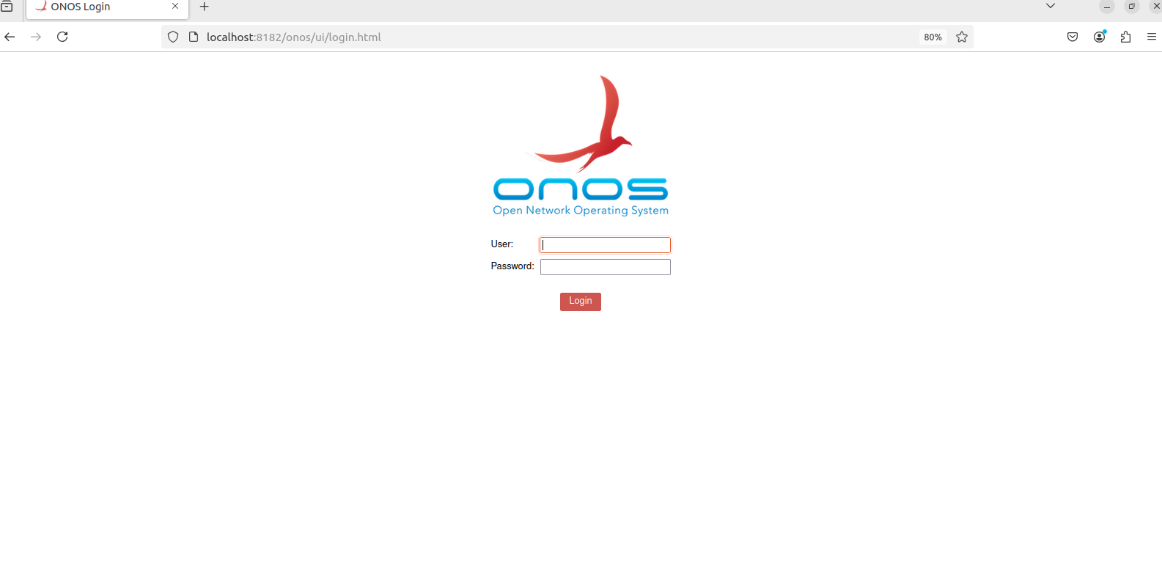 ONOS Login
localhost:8182/onos/ui/login.html
80%
onos
Open Network Operating System
User:
Password:
Login